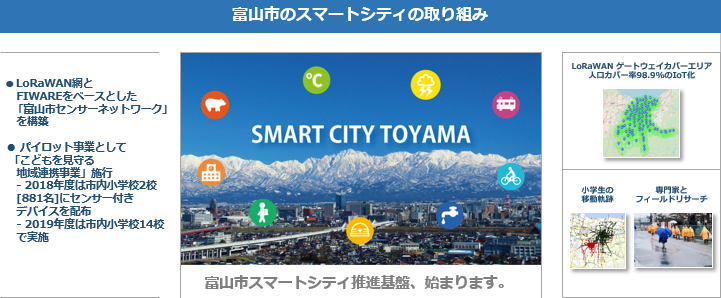 富山市のスマートシティの取り組み
●LoRaWAN網と
FIWAREをベースとした
「富山市センサーネットワーク」
を構築
● パイロット事業として
「こどもを見守る
地域連携事業」施行
- 2018年度は市内小学校2校
[881名]にセンサー付き
デバイスを配布
- 2019年度は市内小学校14校
で実施
℃
SMART CITY TOYAMA
富山市スマートシティ推進基盤、始まります。
LoRaWAN ゲートウェイカバーエリア
人口カバー率98.9%のIoT化
小学生の
移動軌跡
専門家と
フィールドリサーチ